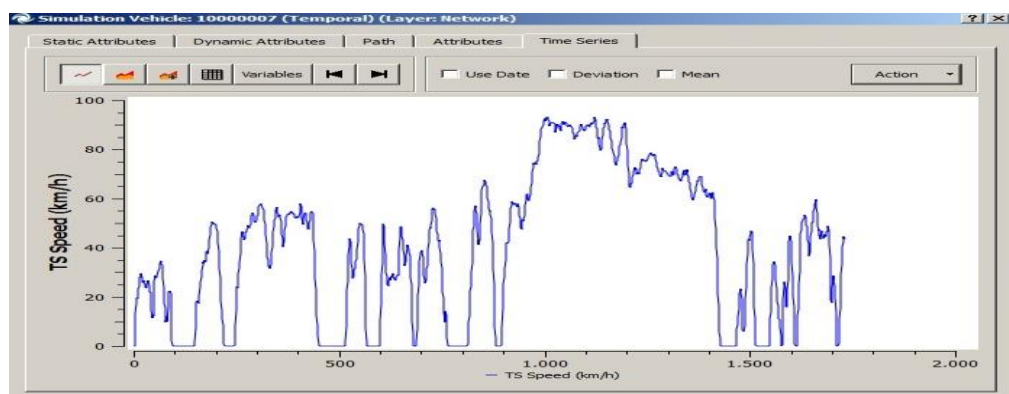 Simulation Vehicle: 10000007 (Temporal) (Layer: Network)
Static Attributes Dynamic Attributes Path Attributes Time Series
Variables Use Date Deviation Mean Action
100
80
60
40
20
0
TS Speed (km/h)
0 500 1.000 1.500 2.000
TS Speed (km/h)